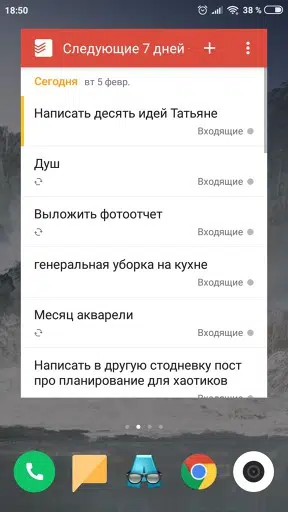 18:50
38 %
Следующие 7 дней
Сегодня вт 5 февр.
Написать десять идей Татьяне
Входящие
Душ
Входящие
Выложить фотоотчет
Входящие
генеральная уборка на кухне
Входящие
Месяц акварели
Входящие
Написать в другую стодневку пост
про планирование для хаотиков
Входящие